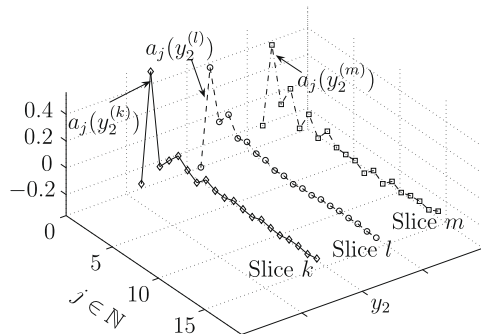 a_j(y_2^{(l)})
a_j(y_2^{(m)})
a_j(y_2^{(k)})
0.4
0.2
0
−0.2
0
5
10
15
j ∈ ℕ
Slice k
Slice l
Slice m
y_2